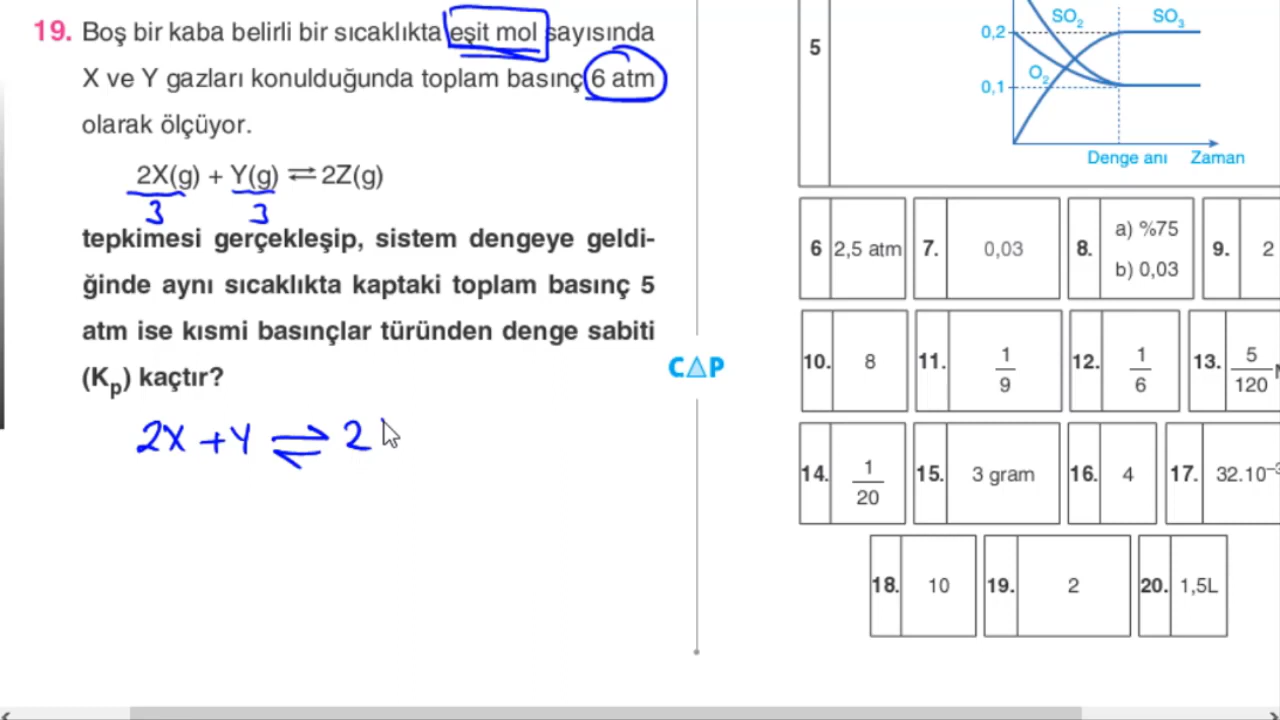 19. Boş bir kaba belirli bir sıcaklıkta eşit mol sayısında
X ve Y gazları konulduğunda toplam basınç 6 atm
olarak ölçüyor.
2X(g) + Y(g) ⇌ 2Z(g)
3 3
tepkimesi gerçekleşip, sistem dengeye geldi-
ğinde aynı sıcaklıkta kaptaki toplam basınç 5
atm ise kısmi basınçlar türünden denge sabiti
(Kp) kaçtır?
2X + Y ⇌ 2
CAP
5
SO2 SO3
0,2
O2
0,1
Denge anı Zaman
6 2,5 atm 7. 0,03 8. a) %75 b) 0,03 9. 2
10. 8 11. 1/9 12. 1/6 13. 5/120
14. 1/20 15. 3 gram 16. 4 17. 32.10
18. 10 19. 2 20. 1,5L